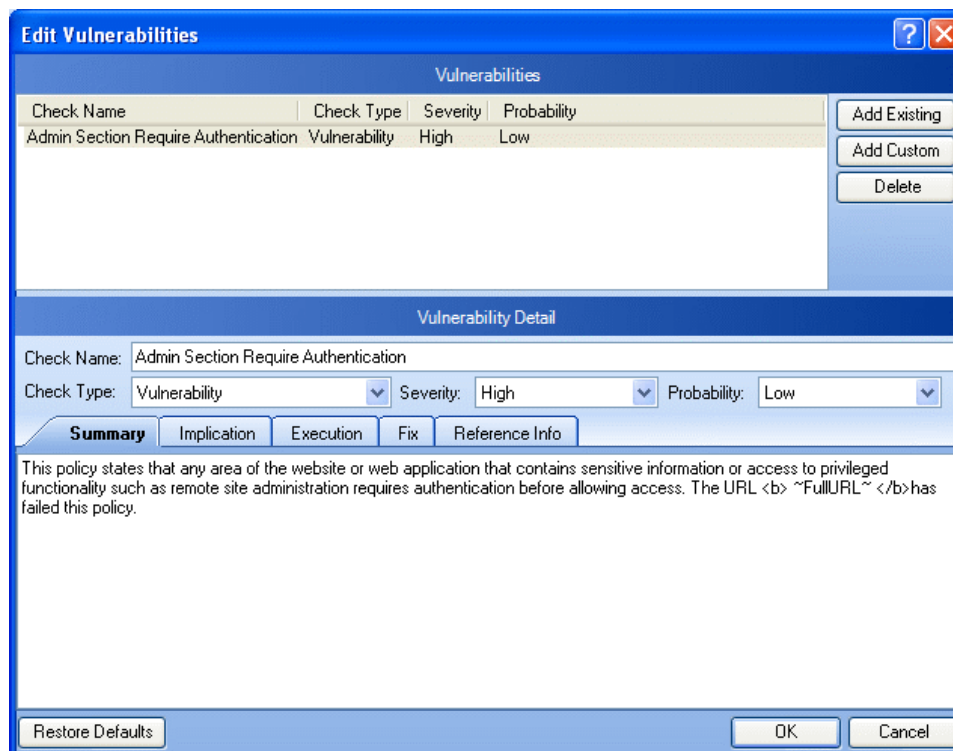 Edit Vulnerabilities
?
Vulnerabilities
Check Name Check Type Severity Probability
Admin Section Require Authentication Vulnerability High Low
Add Existing
Add Custom
Delete
Vulnerability Detail
Check Name: Admin Section Require Authentication
Check Type: Vulnerability Severity: High Probability: Low
Summary Implication Execution Fix Reference Info
This policy states that any area of the website or web application that contains sensitive information or access to privileged
functionality such as remote site administration requires authentication before allowing access. The URL <b> ~FullURL~ </b>has
failed this policy.
Restore Defaults OK Cancel